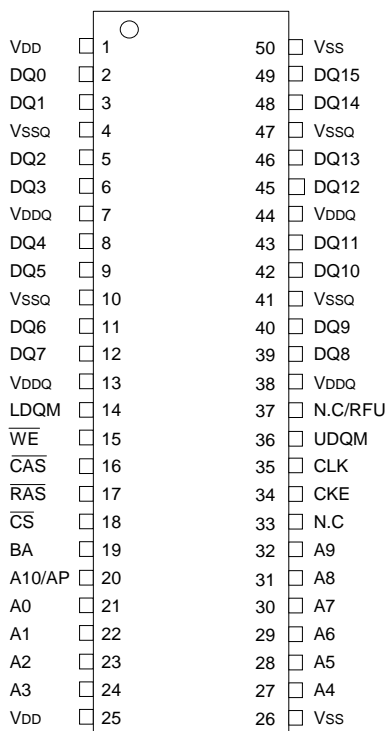 VDD 1 50 VSS
DQ0 2 49 DQ15
DQ1 3 48 DQ14
VSSQ 4 47 VSSQ
DQ2 5 46 DQ13
DQ3 6 45 DQ12
VDDQ 7 44 VDDQ
DQ4 8 43 DQ11
DQ5 9 42 DQ10
VSSQ 10 41 VSSQ
DQ6 11 40 DQ9
DQ7 12 39 DQ8
VDDQ 13 38 VDDQ
LDQM 14 37 N.C/RFU
W̅E̅ 15 36 UDQM
C̅A̅S̅ 16 35 CLK
R̅A̅S̅ 17 34 CKE
C̅S̅ 18 33 N.C
BA 19 32 A9
A10/AP 20 31 A8
A0 21 30 A7
A1 22 29 A6
A2 23 28 A5
A3 24 27 A4
VDD 25 26 VSS